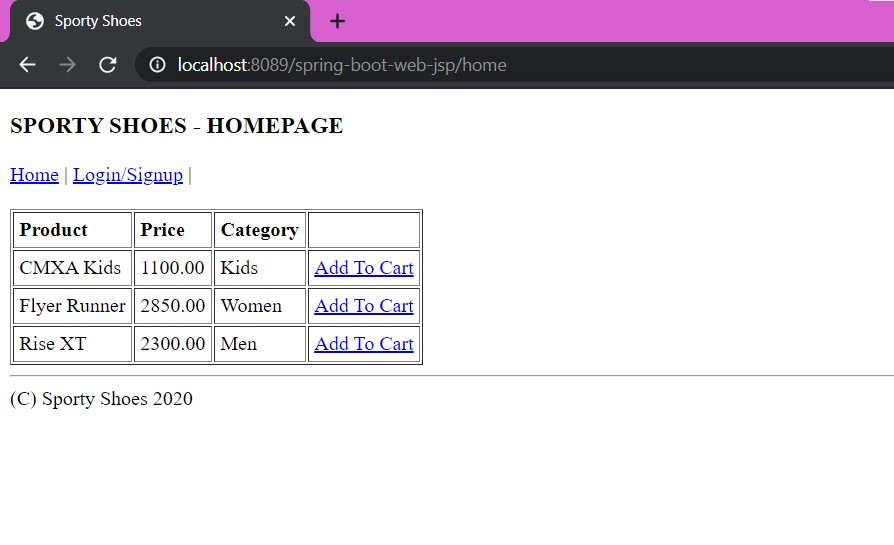 Sporty Shoes
localhost:8089/spring-boot-web-jsp/home
SPORTY SHOES - HOMEPAGE
Home | Login/Signup |
Product Price Category
CMXA Kids 1100.00 Kids Add To Cart
Flyer Runner 2850.00 Women Add To Cart
Rise XT 2300.00 Men Add To Cart
(C) Sporty Shoes 2020